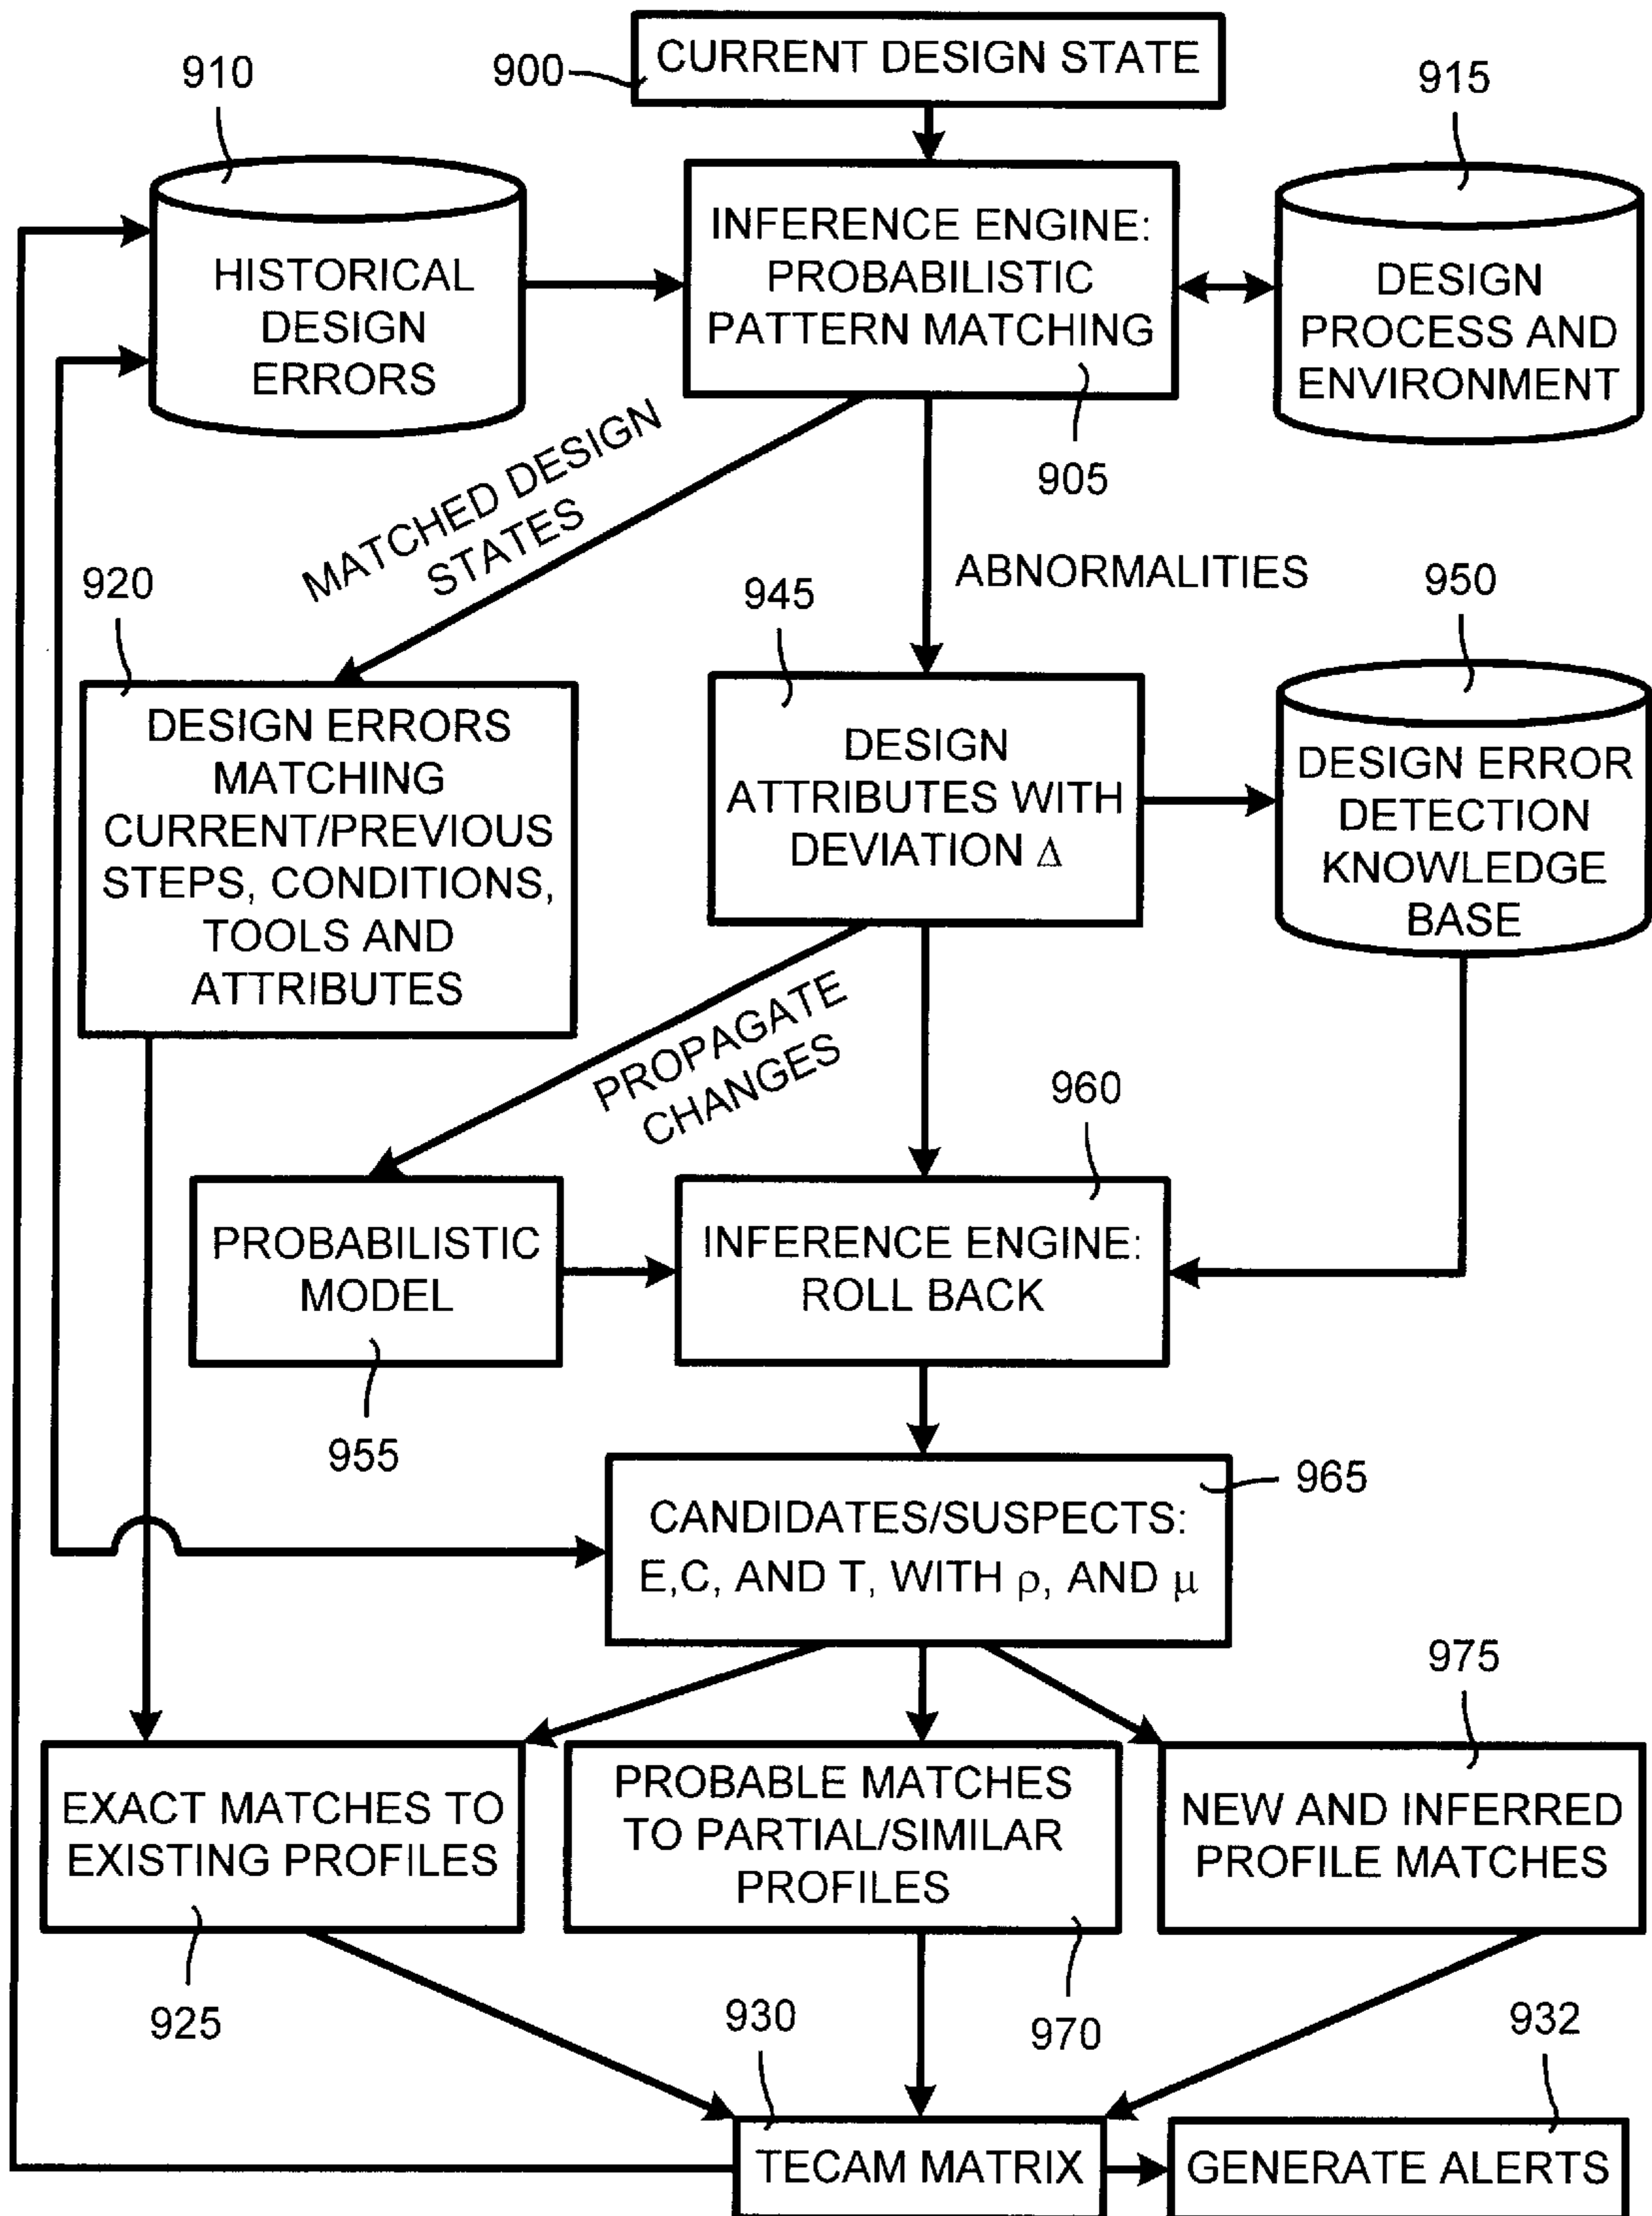 900
CURRENT DESIGN STATE
910
915
HISTORICAL
DESIGN
ERRORS
INFERENCE ENGINE:
PROBABILISTIC
PATTERN MATCHING
905
DESIGN
PROCESS AND
ENVIRONMENT
MATCHED DESIGN
STATES
ABNORMALITIES
920
DESIGN ERRORS
MATCHING
CURRENT/PREVIOUS
STEPS, CONDITIONS,
TOOLS AND
ATTRIBUTES
945
DESIGN
ATTRIBUTES WITH
DEVIATION Δ
950
DESIGN ERROR
DETECTION
KNOWLEDGE
BASE
PROPAGATE
CHANGES
PROBABILISTIC
MODEL
955
960
INFERENCE ENGINE:
ROLL BACK
965
CANDIDATES/SUSPECTS:
E,C, AND T, WITH ρ, AND μ
EXACT MATCHES TO
EXISTING PROFILES
925
PROBABLE MATCHES
TO PARTIAL/SIMILAR
PROFILES
970
975
NEW AND INFERRED
PROFILE MATCHES
930
TECAM MATRIX
932
GENERATE ALERTS